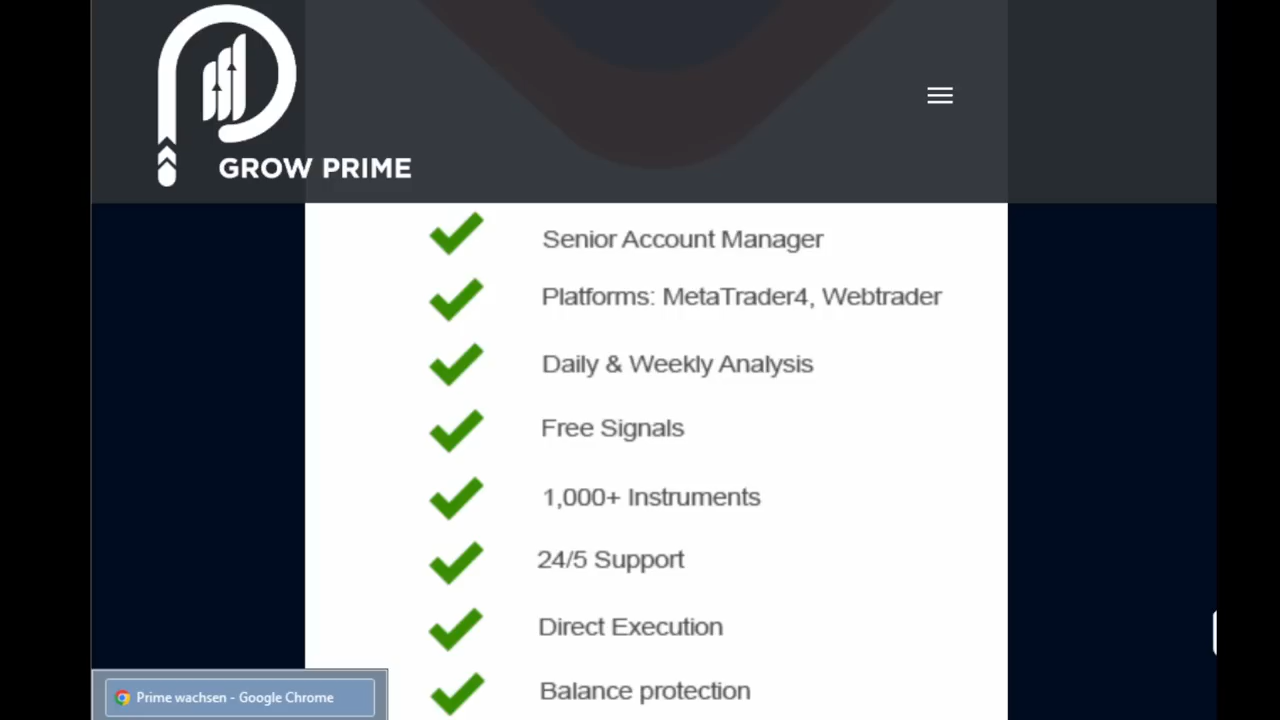 GROW PRIME
Senior Account Manager
Platforms: MetaTrader4, Webtrader
Daily & Weekly Analysis
Free Signals
1,000+ Instruments
24/5 Support
Direct Execution
Balance protection
Prime wachsen - Google Chrome